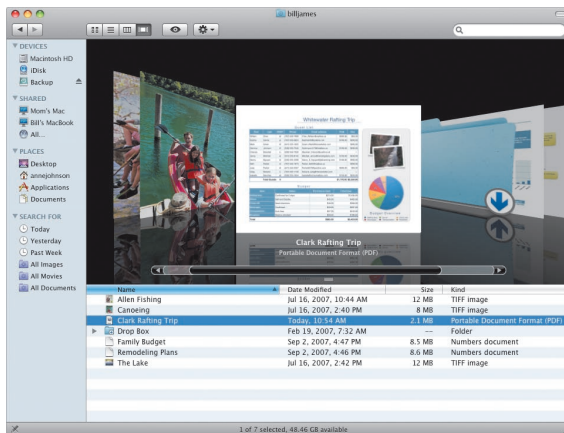 billjames
DEVICES
Macintosh HD
iDisk
Backup
SHARED
Mom's Mac
Bill's MacBook
All...
PLACES
Desktop
annejohnson
Applications
Documents
SEARCH FOR
Today
Yesterday
Past Week
All Images
All Movies
All Documents
Whitewater Rafting Trip
Clark Rafting Trip
Portable Document Format (PDF)
Name Date Modified Size Kind
Allen Fishing Jul 16, 2007, 10:44 AM 12 MB TIFF image
Canoeing Jul 16, 2007, 2:40 PM 8 MB TIFF image
Clark Rafting Trip Today, 10:54 AM 2.1 MB Portable Document Format (PDF)
Drop Box Feb 19, 2007, 7:32 AM -- Folder
Family Budget Sep 2, 2007, 4:47 PM 8.5 MB Numbers document
Remodeling Plans Sep 2, 2007, 4:46 PM 8.6 MB Numbers document
The Lake Jul 16, 2007, 2:42 PM 12 MB TIFF image
1 of 7 selected, 48.46 GB available